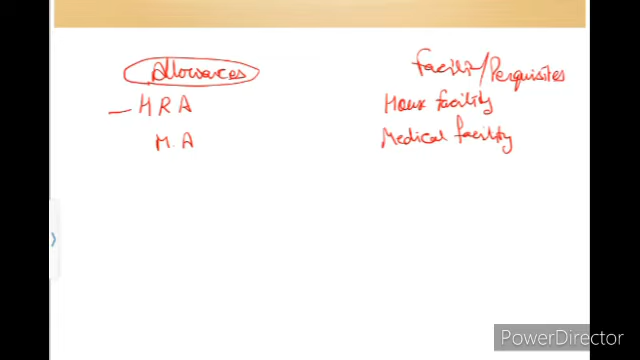 Allowances Facility/Perquisites
HRA House facility
M.A Medical facility
PowerDirector